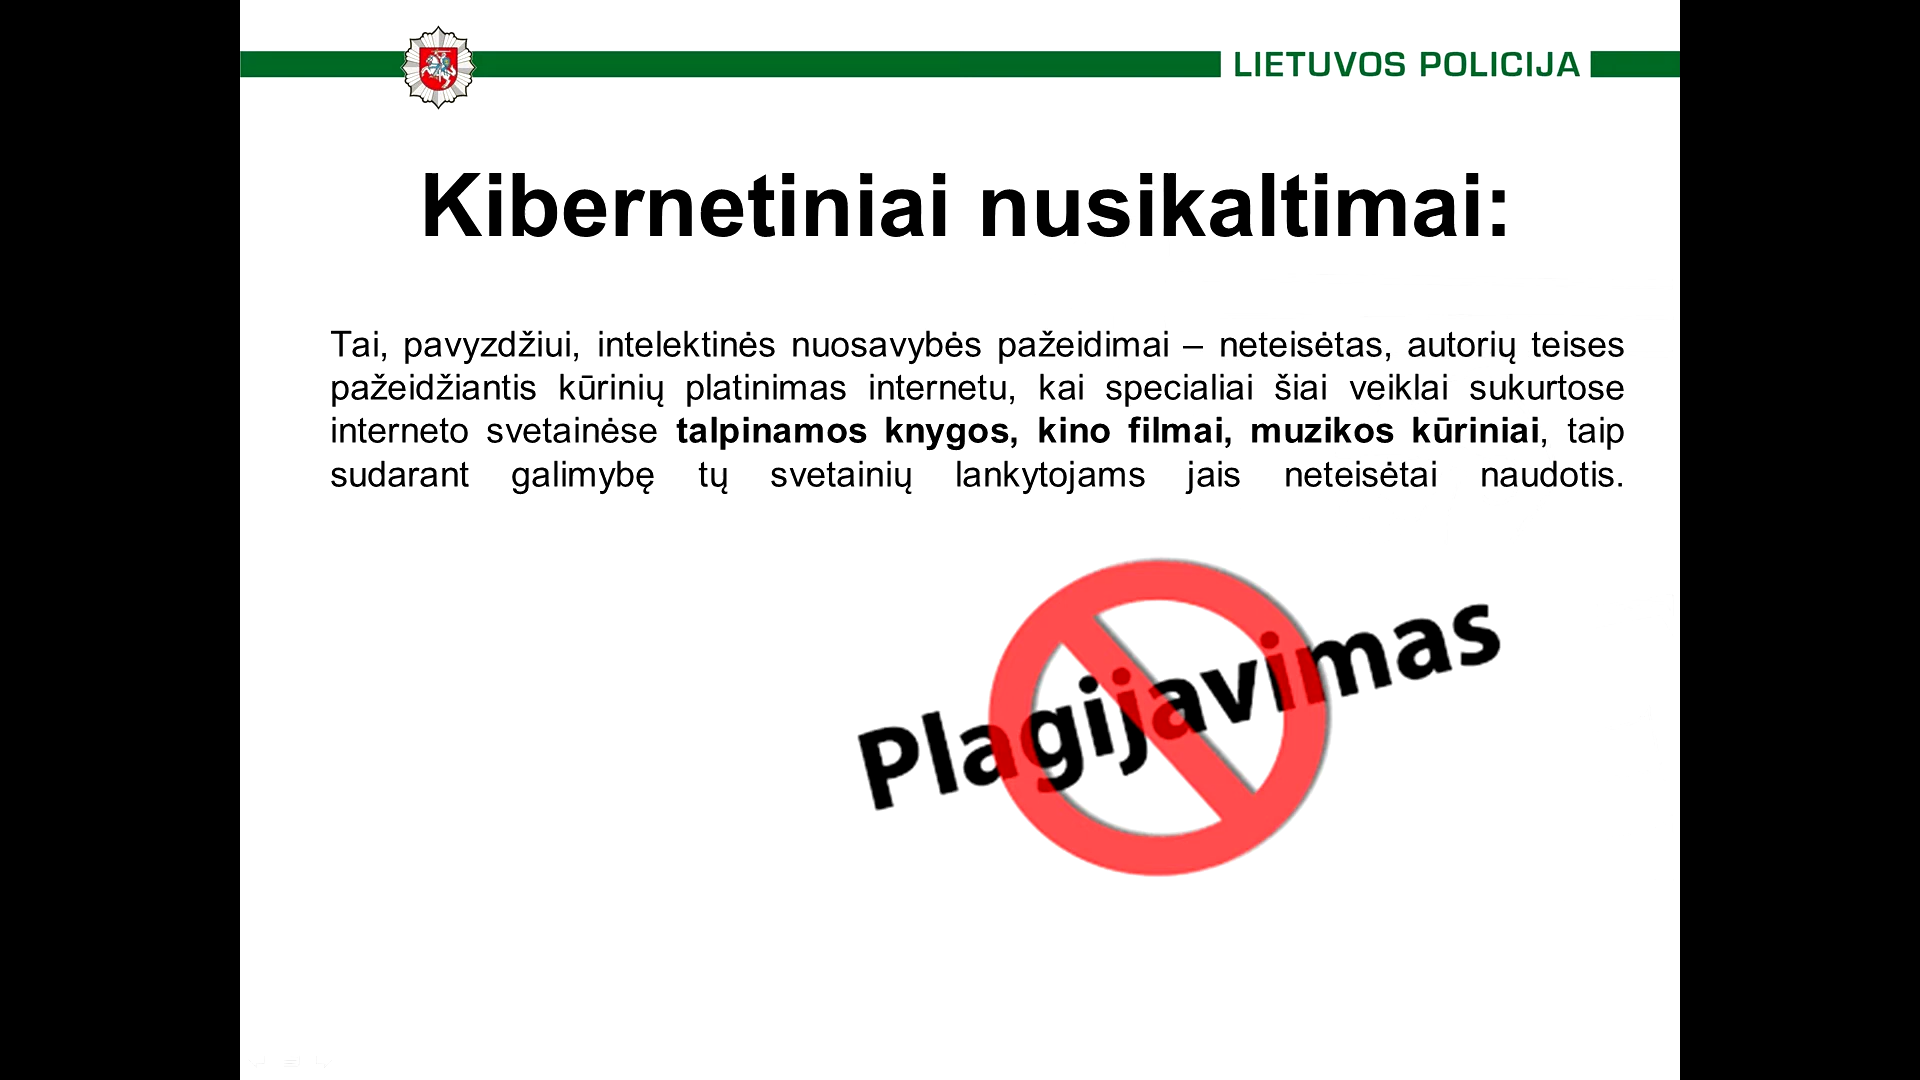 LIETUVOS POLICIJA
Kibernetiniai nusikaltimai:
Tai, pavyzdžiui, intelektinės nuosavybės pažeidimai – neteisėtas, autorių teises
pažeidžiantis kūrinių platinimas internetu, kai specialiai šiai veiklai sukurtose
interneto svetainėse talpinamos knygos, kino filmai, muzikos kūriniai, taip
sudarant galimybę tų svetainių lankytojams jais neteisėtai naudotis.
Plagijavimas